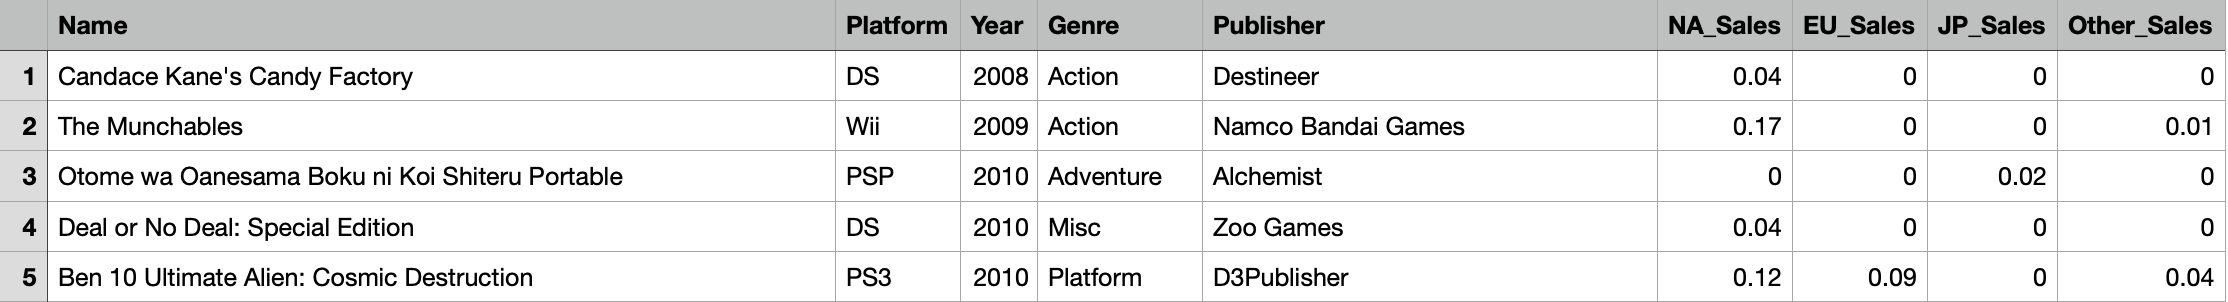 Name Platform Year Genre Publisher NA_Sales EU_Sales JP_Sales Other_Sales
1 Candace Kane's Candy Factory DS 2008 Action Destineer 0.04 0 0 0
2 The Munchables Wii 2009 Action Namco Bandai Games 0.17 0 0 0.01
3 Otome wa Oanesama Boku ni Koi Shiteru Portable PSP 2010 Adventure Alchemist 0 0 0.02 0
4 Deal or No Deal: Special Edition DS 2010 Misc Zoo Games 0.04 0 0 0
5 Ben 10 Ultimate Alien: Cosmic Destruction PS3 2010 Platform D3Publisher 0.12 0.09 0 0.04